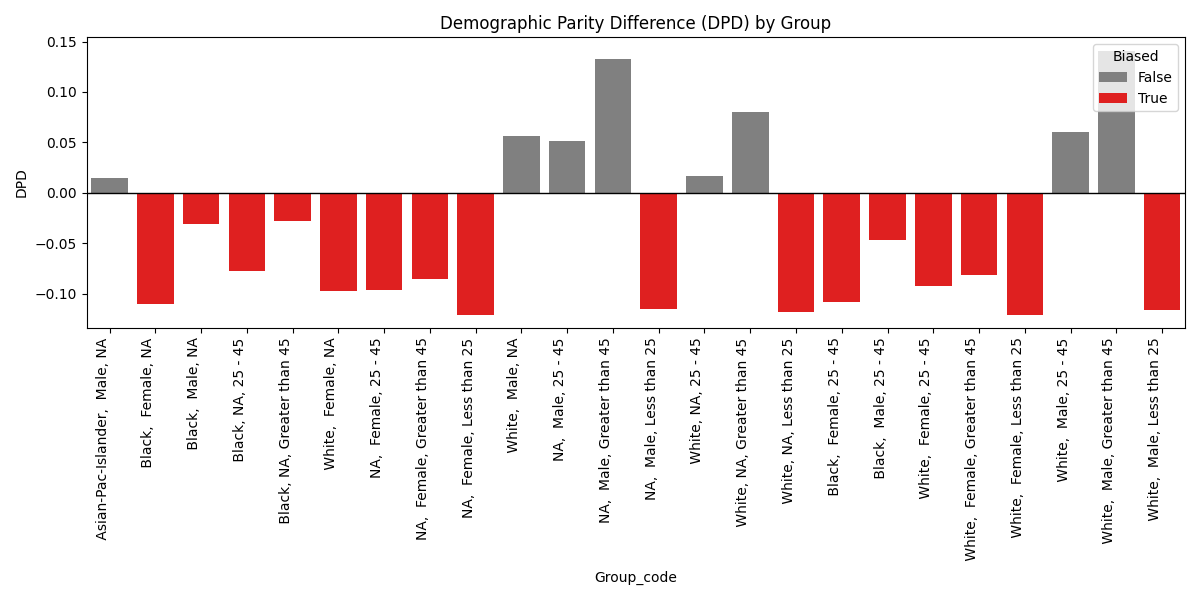 Demographic Parity Difference (DPD) by Group
0.15
0.10
0.05
0.00
−0.05
−0.10
DPD
Biased
False
True
Asian-Pac-Islander,  Male, NA
Black,  Female, NA
Black,  Male, NA
Black, NA, 25 - 45
Black, NA, Greater than 45
White,  Female, NA
NA,  Female, 25 - 45
NA,  Female, Greater than 45
NA,  Female, Less than 25
White,  Male, NA
NA,  Male, 25 - 45
NA,  Male, Greater than 45
NA,  Male, Less than 25
White, NA, 25 - 45
White, NA, Greater than 45
White, NA, Less than 25
Black,  Female, 25 - 45
Black,  Male, 25 - 45
White,  Female, 25 - 45
White,  Female, Greater than 45
White,  Female, Less than 25
White,  Male, 25 - 45
White,  Male, Greater than 45
White,  Male, Less than 25
Group_code